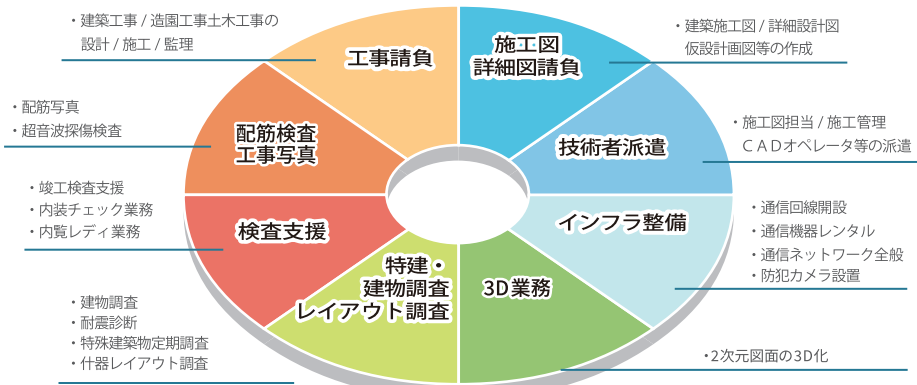 ・建築工事 / 造園工事土木工事の
設計 / 施工 / 監理
工事請負
施工図
詳細図請負
・建築施工図 / 詳細設計図
仮設計画図等の作成
・配筋写真
・超音波探傷検査
配筋検査
工事写真
技術者派遣
・施工図担当 / 施工管理
ＣＡＤオペレータ等の派遣
・竣工検査支援
・内装チェック業務
・内覧レディ業務
検査支援
インフラ整備
・通信回線開設
・通信機器レンタル
・通信ネットワーク全般
・防犯カメラ設置
・建物調査
・耐震診断
・特殊建築物定期調査
・什器レイアウト調査
特建・
建物調査
レイアウト調査
3D業務
・2次元図面の3D化